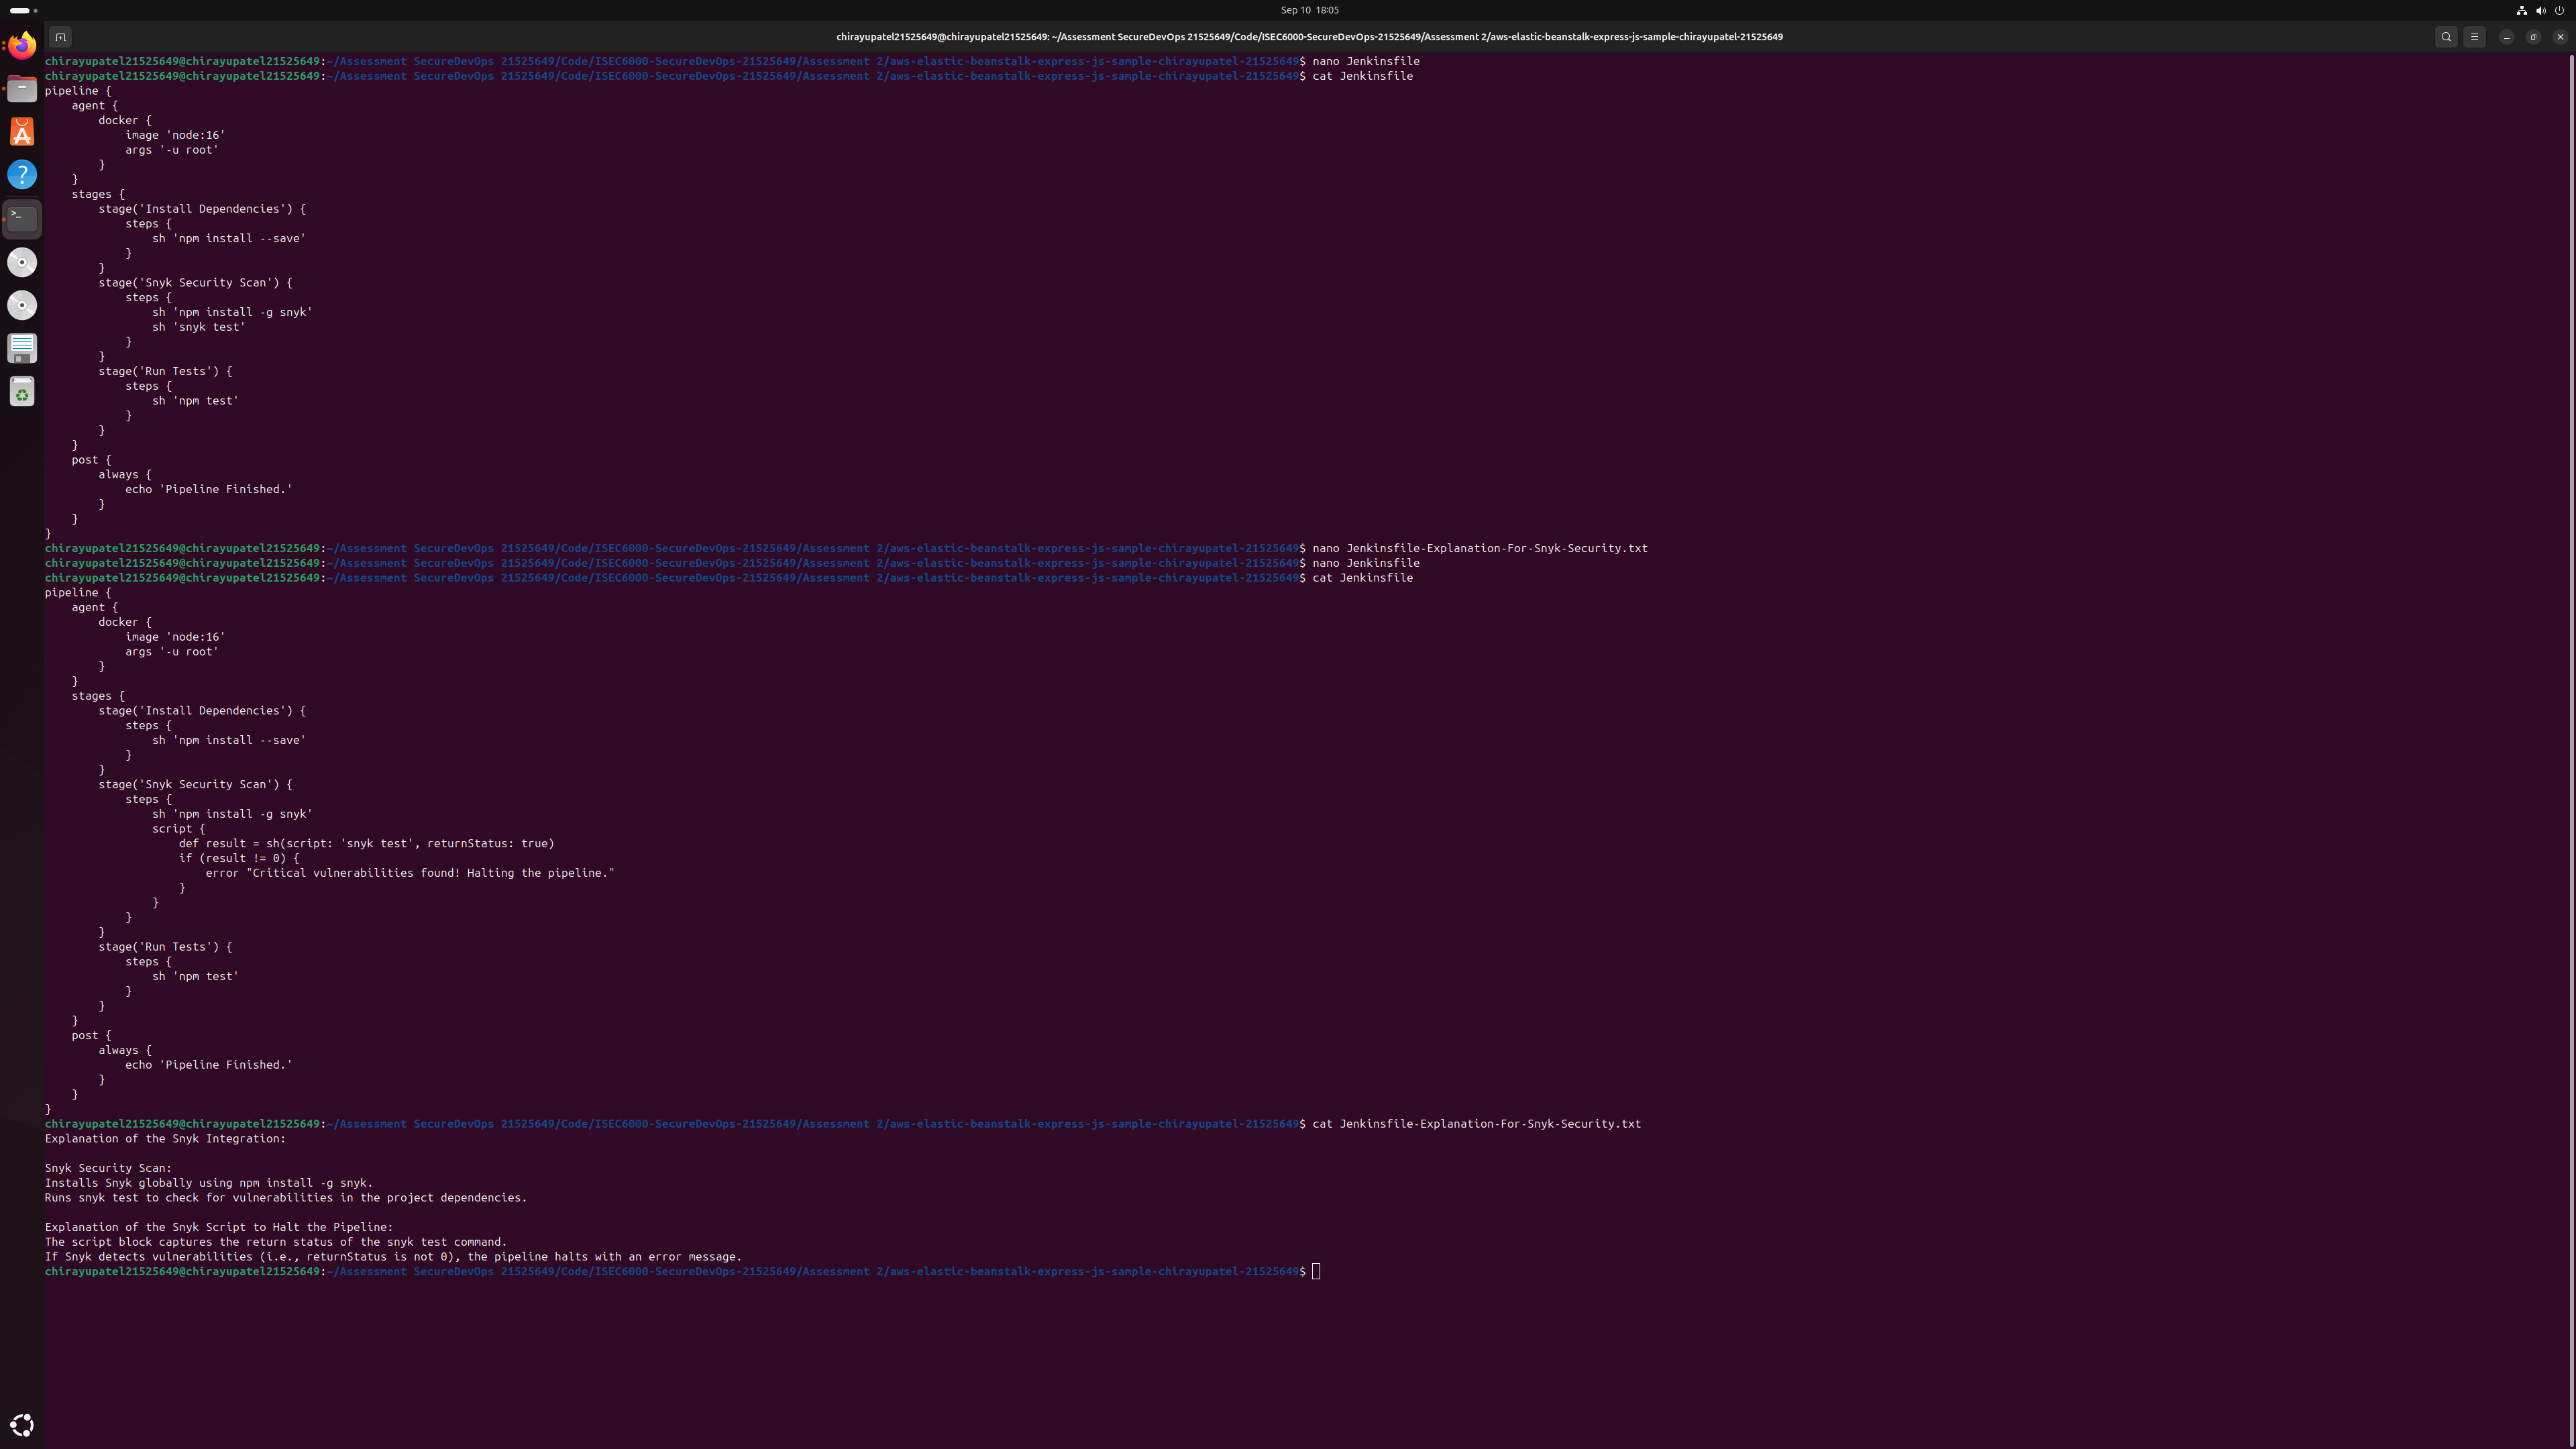 Sep 10 18:05
chirayupatel21525649@chirayupatel21525649: ~/Assessment SecureDevOps 21525649/Code/ISEC6000-SecureDevOps-21525649/Assessment 2/aws-elastic-beanstalk-express-js-sample-chirayupatel-21525649
chirayupatel21525649@chirayupatel21525649:~/Assessment SecureDevOps 21525649/Code/ISEC6000-SecureDevOps-21525649/Assessment 2/aws-elastic-beanstalk-express-js-sample-chirayupatel-21525649$ nano Jenkinsfile
chirayupatel21525649@chirayupatel21525649:~/Assessment SecureDevOps 21525649/Code/ISEC6000-SecureDevOps-21525649/Assessment 2/aws-elastic-beanstalk-express-js-sample-chirayupatel-21525649$ cat Jenkinsfile
pipeline {
    agent {
        docker {
            image 'node:16'
            args '-u root'
        }
    }
    stages {
        stage('Install Dependencies') {
            steps {
                sh 'npm install --save'
            }
        }
        stage('Snyk Security Scan') {
            steps {
                sh 'npm install -g snyk'
                sh 'snyk test'
            }
        }
        stage('Run Tests') {
            steps {
                sh 'npm test'
            }
        }
    }
    post {
        always {
            echo 'Pipeline Finished.'
        }
    }
}
chirayupatel21525649@chirayupatel21525649:~/Assessment SecureDevOps 21525649/Code/ISEC6000-SecureDevOps-21525649/Assessment 2/aws-elastic-beanstalk-express-js-sample-chirayupatel-21525649$ nano Jenkinsfile-Explanation-For-Snyk-Security.txt
chirayupatel21525649@chirayupatel21525649:~/Assessment SecureDevOps 21525649/Code/ISEC6000-SecureDevOps-21525649/Assessment 2/aws-elastic-beanstalk-express-js-sample-chirayupatel-21525649$ nano Jenkinsfile
chirayupatel21525649@chirayupatel21525649:~/Assessment SecureDevOps 21525649/Code/ISEC6000-SecureDevOps-21525649/Assessment 2/aws-elastic-beanstalk-express-js-sample-chirayupatel-21525649$ cat Jenkinsfile
pipeline {
    agent {
        docker {
            image 'node:16'
            args '-u root'
        }
    }
    stages {
        stage('Install Dependencies') {
            steps {
                sh 'npm install --save'
            }
        }
        stage('Snyk Security Scan') {
            steps {
                sh 'npm install -g snyk'
                script {
                    def result = sh(script: 'snyk test', returnStatus: true)
                    if (result != 0) {
                        error "Critical vulnerabilities found! Halting the pipeline."
                    }
                }
            }
        }
        stage('Run Tests') {
            steps {
                sh 'npm test'
            }
        }
    }
    post {
        always {
            echo 'Pipeline Finished.'
        }
    }
}
chirayupatel21525649@chirayupatel21525649:~/Assessment SecureDevOps 21525649/Code/ISEC6000-SecureDevOps-21525649/Assessment 2/aws-elastic-beanstalk-express-js-sample-chirayupatel-21525649$ cat Jenkinsfile-Explanation-For-Snyk-Security.txt
Explanation of the Snyk Integration:

Snyk Security Scan:
Installs Snyk globally using npm install -g snyk.
Runs snyk test to check for vulnerabilities in the project dependencies.

Explanation of the Snyk Script to Halt the Pipeline:
The script block captures the return status of the snyk test command.
If Snyk detects vulnerabilities (i.e., returnStatus is not 0), the pipeline halts with an error message.
chirayupatel21525649@chirayupatel21525649:~/Assessment SecureDevOps 21525649/Code/ISEC6000-SecureDevOps-21525649/Assessment 2/aws-elastic-beanstalk-express-js-sample-chirayupatel-21525649$